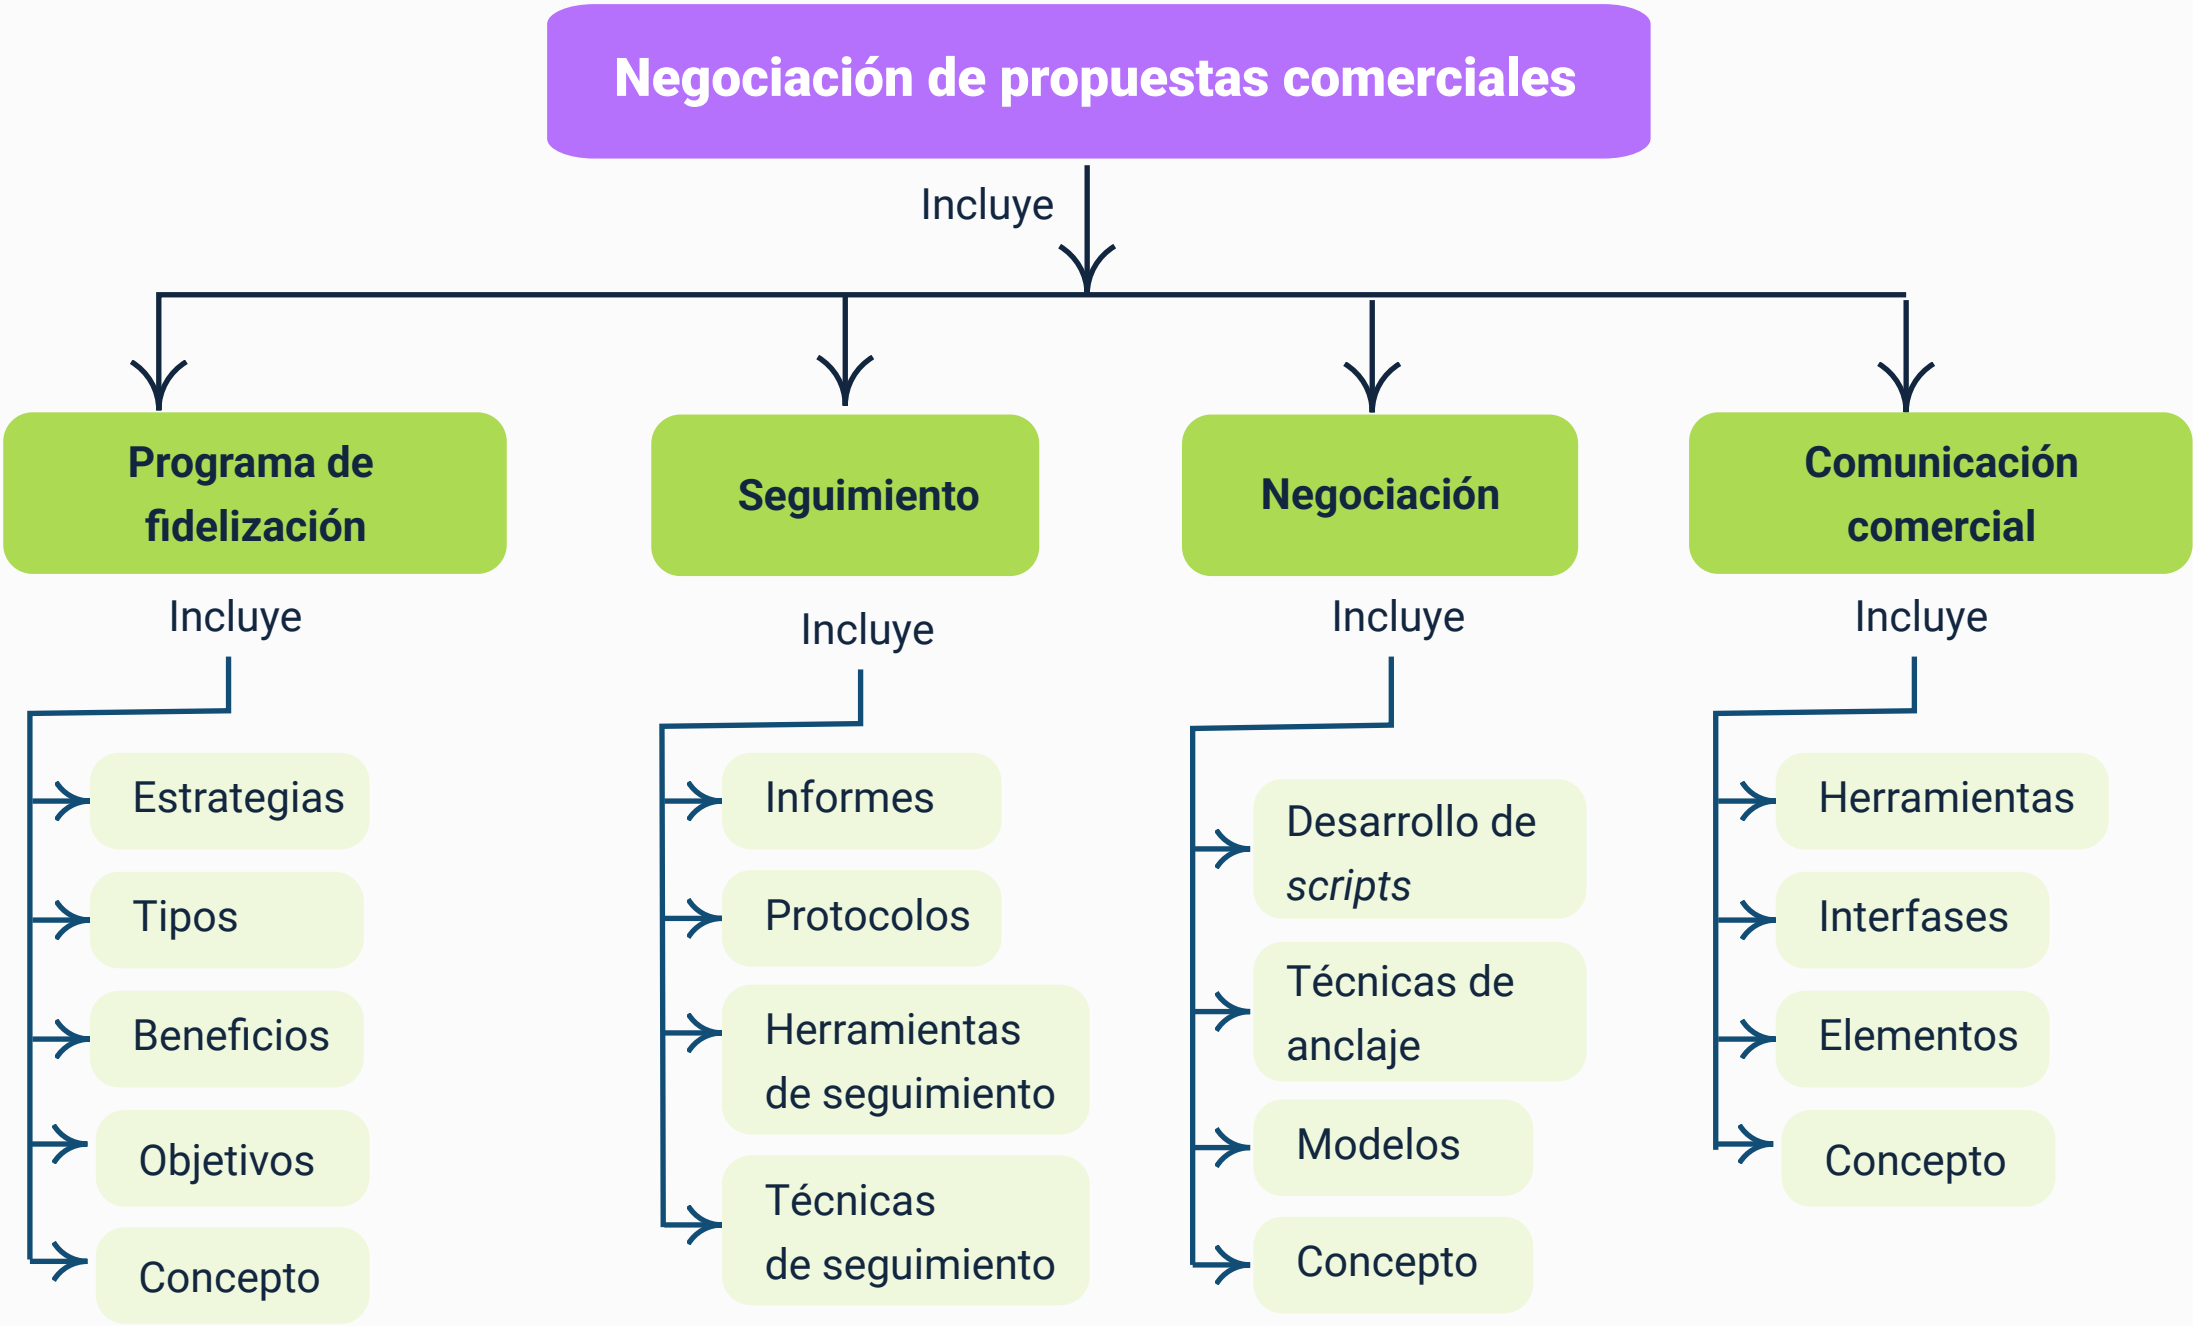 Negociación de propuestas comerciales
Incluye
Programa de
fidelización
Incluye
Estrategias
Tipos
Beneficios
Objetivos
Concepto
Seguimiento
Incluye
Informes
Protocolos
Herramientas
de seguimiento
Técnicas
de seguimiento
Negociación
Incluye
Desarrollo de
scripts
Técnicas de
anclaje
Modelos
Concepto
Comunicación
comercial
Incluye
Herramientas
Interfases
Elementos
Concepto